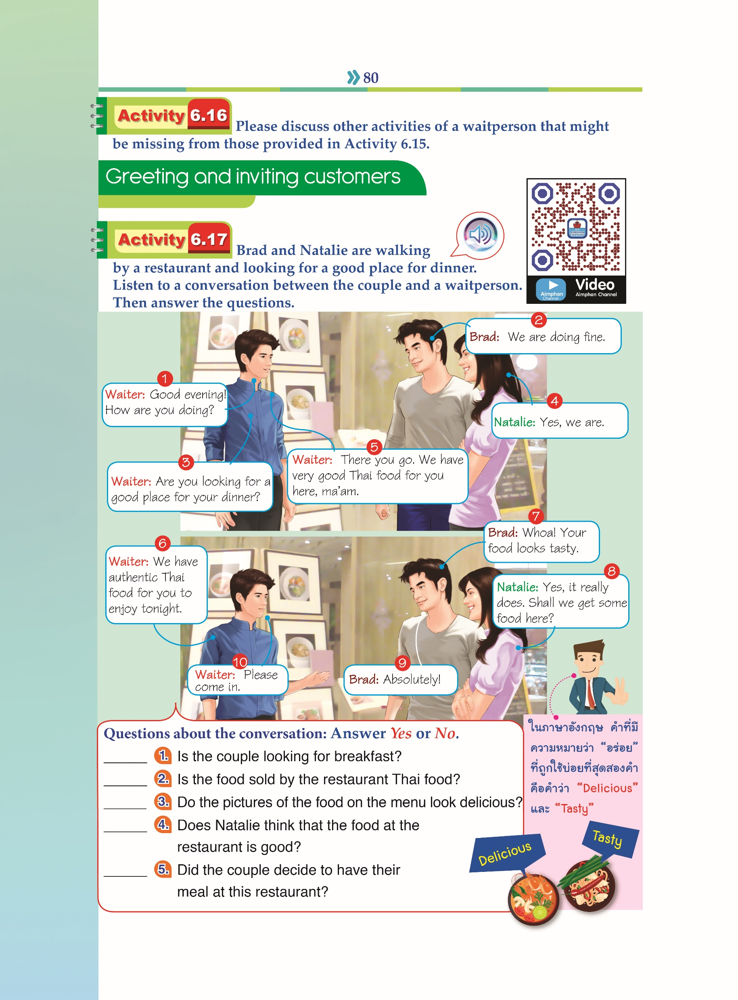 80
Activity 6.16 Please discuss other activities of a waitperson that might
be missing from those provided in Activity 6.15.
Greeting and inviting customers
Activity 6.17 Brad and Natalie are walking
by a restaurant and looking for a good place for dinner.
Listen to a conversation between the couple and a waitperson.
Then answer the questions.
Aimphan
Channel
Video
Aimphan Channel
1
Waiter: Good evening!
How are you doing?
2
Brad: We are doing fine.
3
Waiter: Are you looking for a
good place for your dinner?
4
Natalie: Yes, we are.
5
Waiter: There you go. We have
very good Thai food for you
here, ma'am.
6
Waiter: We have
authentic Thai
food for you to
enjoy tonight.
7
Brad: Whoa! Your
food looks tasty.
8
Natalie: Yes, it really
does. Shall we get some
food here?
9
Brad: Absolutely!
10
Waiter: Please
come in.
Questions about the conversation: Answer Yes or No.
______ 1. Is the couple looking for breakfast?
______ 2. Is the food sold by the restaurant Thai food?
______ 3. Do the pictures of the food on the menu look delicious?
______ 4. Does Natalie think that the food at the
restaurant is good?
______ 5. Did the couple decide to have their
meal at this restaurant?
ในภาษาอังกฤษ คำที่มี
ความหมายว่า “อร่อย”
ที่ถูกใช้บ่อยที่สุดสองคำ
คือคำว่า “Delicious”
และ “Tasty”
Delicious
Tasty